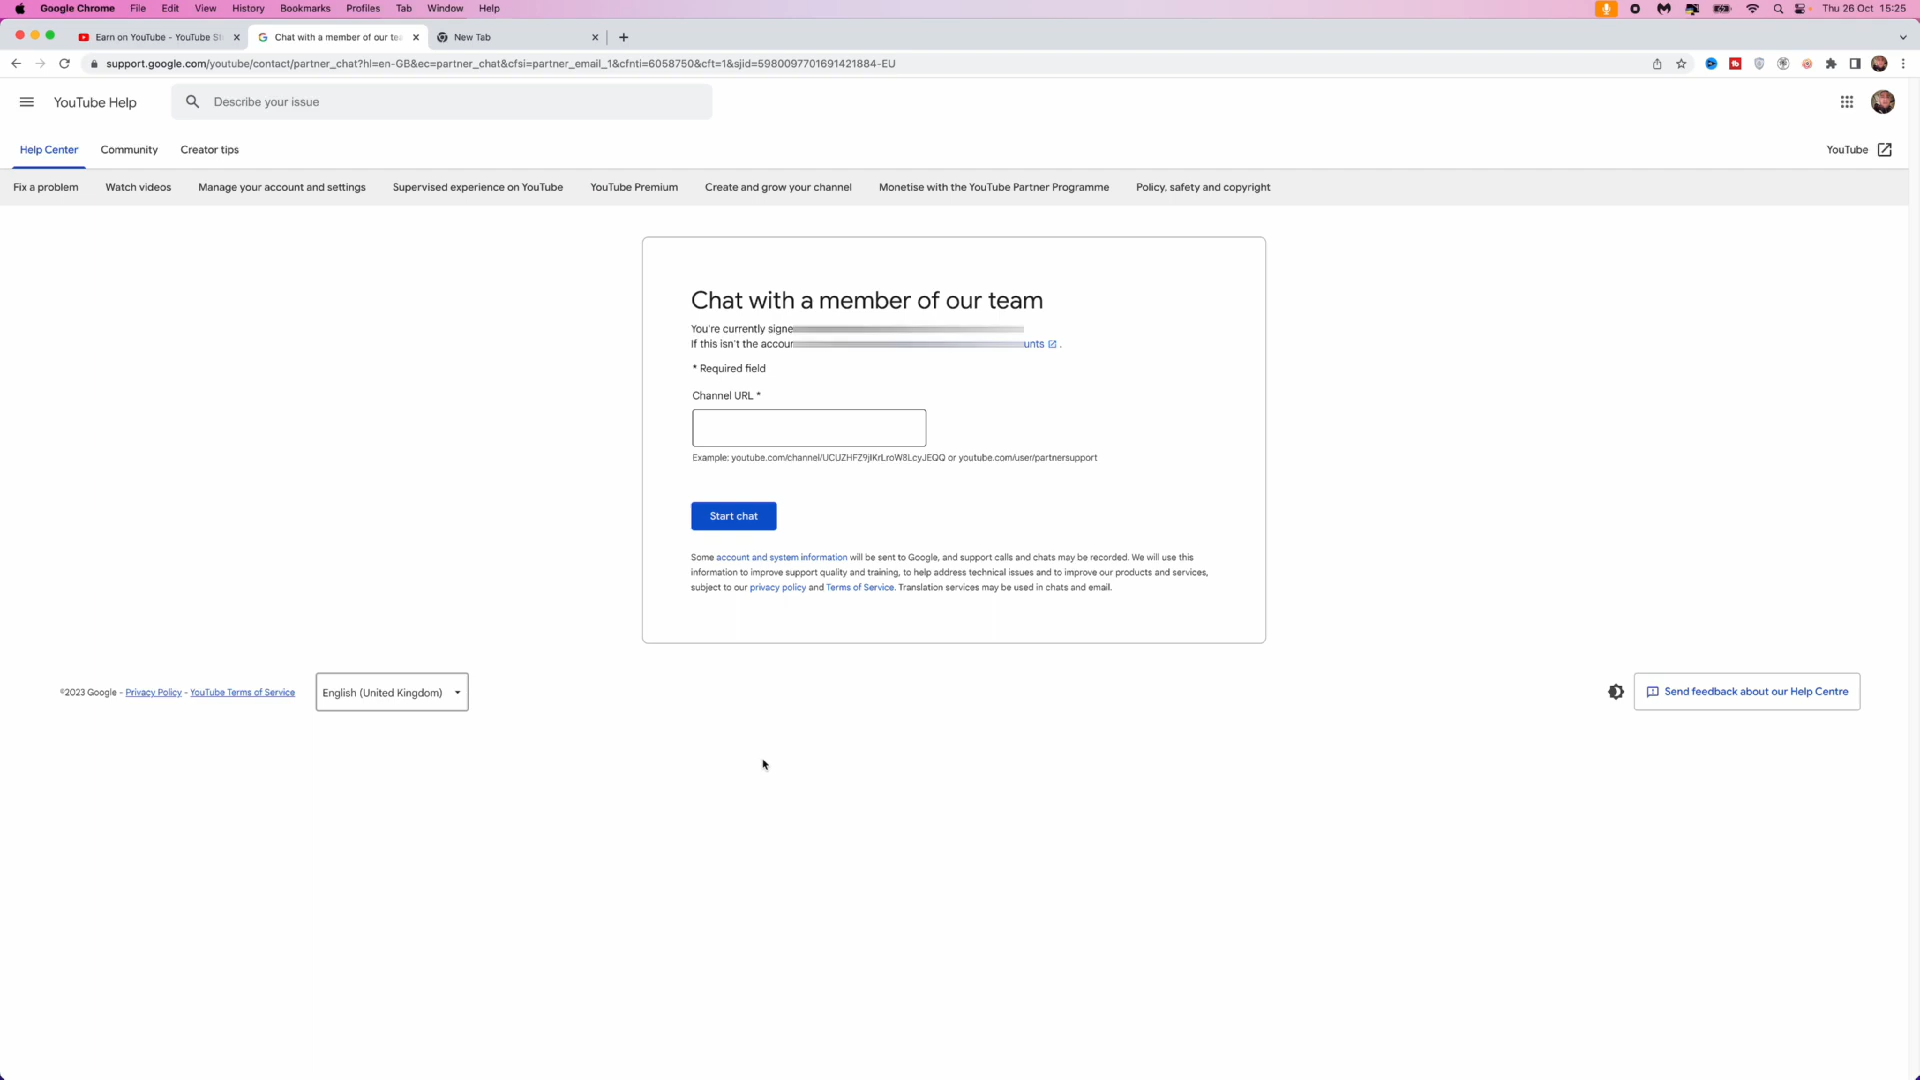 Google Chrome File Edit View History Bookmarks Profiles Tab Window Help Thu 26 Oct 15:25
Earn on YouTube - YouTube St Chat with a member of our te New Tab
support.google.com/youtube/contact/partner_chat?hl=en-GB&ec=partner_chat&cfsi=partner_email_1&cfnti=6058750&cft=1&sjid=5980097701691421884-EU
YouTube Help Describe your issue
Help Center Community Creator tips YouTube
Fix a problem Watch videos Manage your account and settings Supervised experience on YouTube YouTube Premium Create and grow your channel Monetise with the YouTube Partner Programme Policy, safety and copyright
Chat with a member of our team
You're currently signe
If this isn't the accour unts .
* Required field
Channel URL *
Example: youtube.com/channel/UCUZHFZ9jIKrLroW8LcyJEQQ or youtube.com/user/partnersupport
Start chat
Some account and system information will be sent to Google, and support calls and chats may be recorded. We will use this
information to improve support quality and training, to help address technical issues and to improve our products and services,
subject to our privacy policy and Terms of Service. Translation services may be used in chats and email.
©2023 Google - Privacy Policy - YouTube Terms of Service English (United Kingdom) Send feedback about our Help Centre